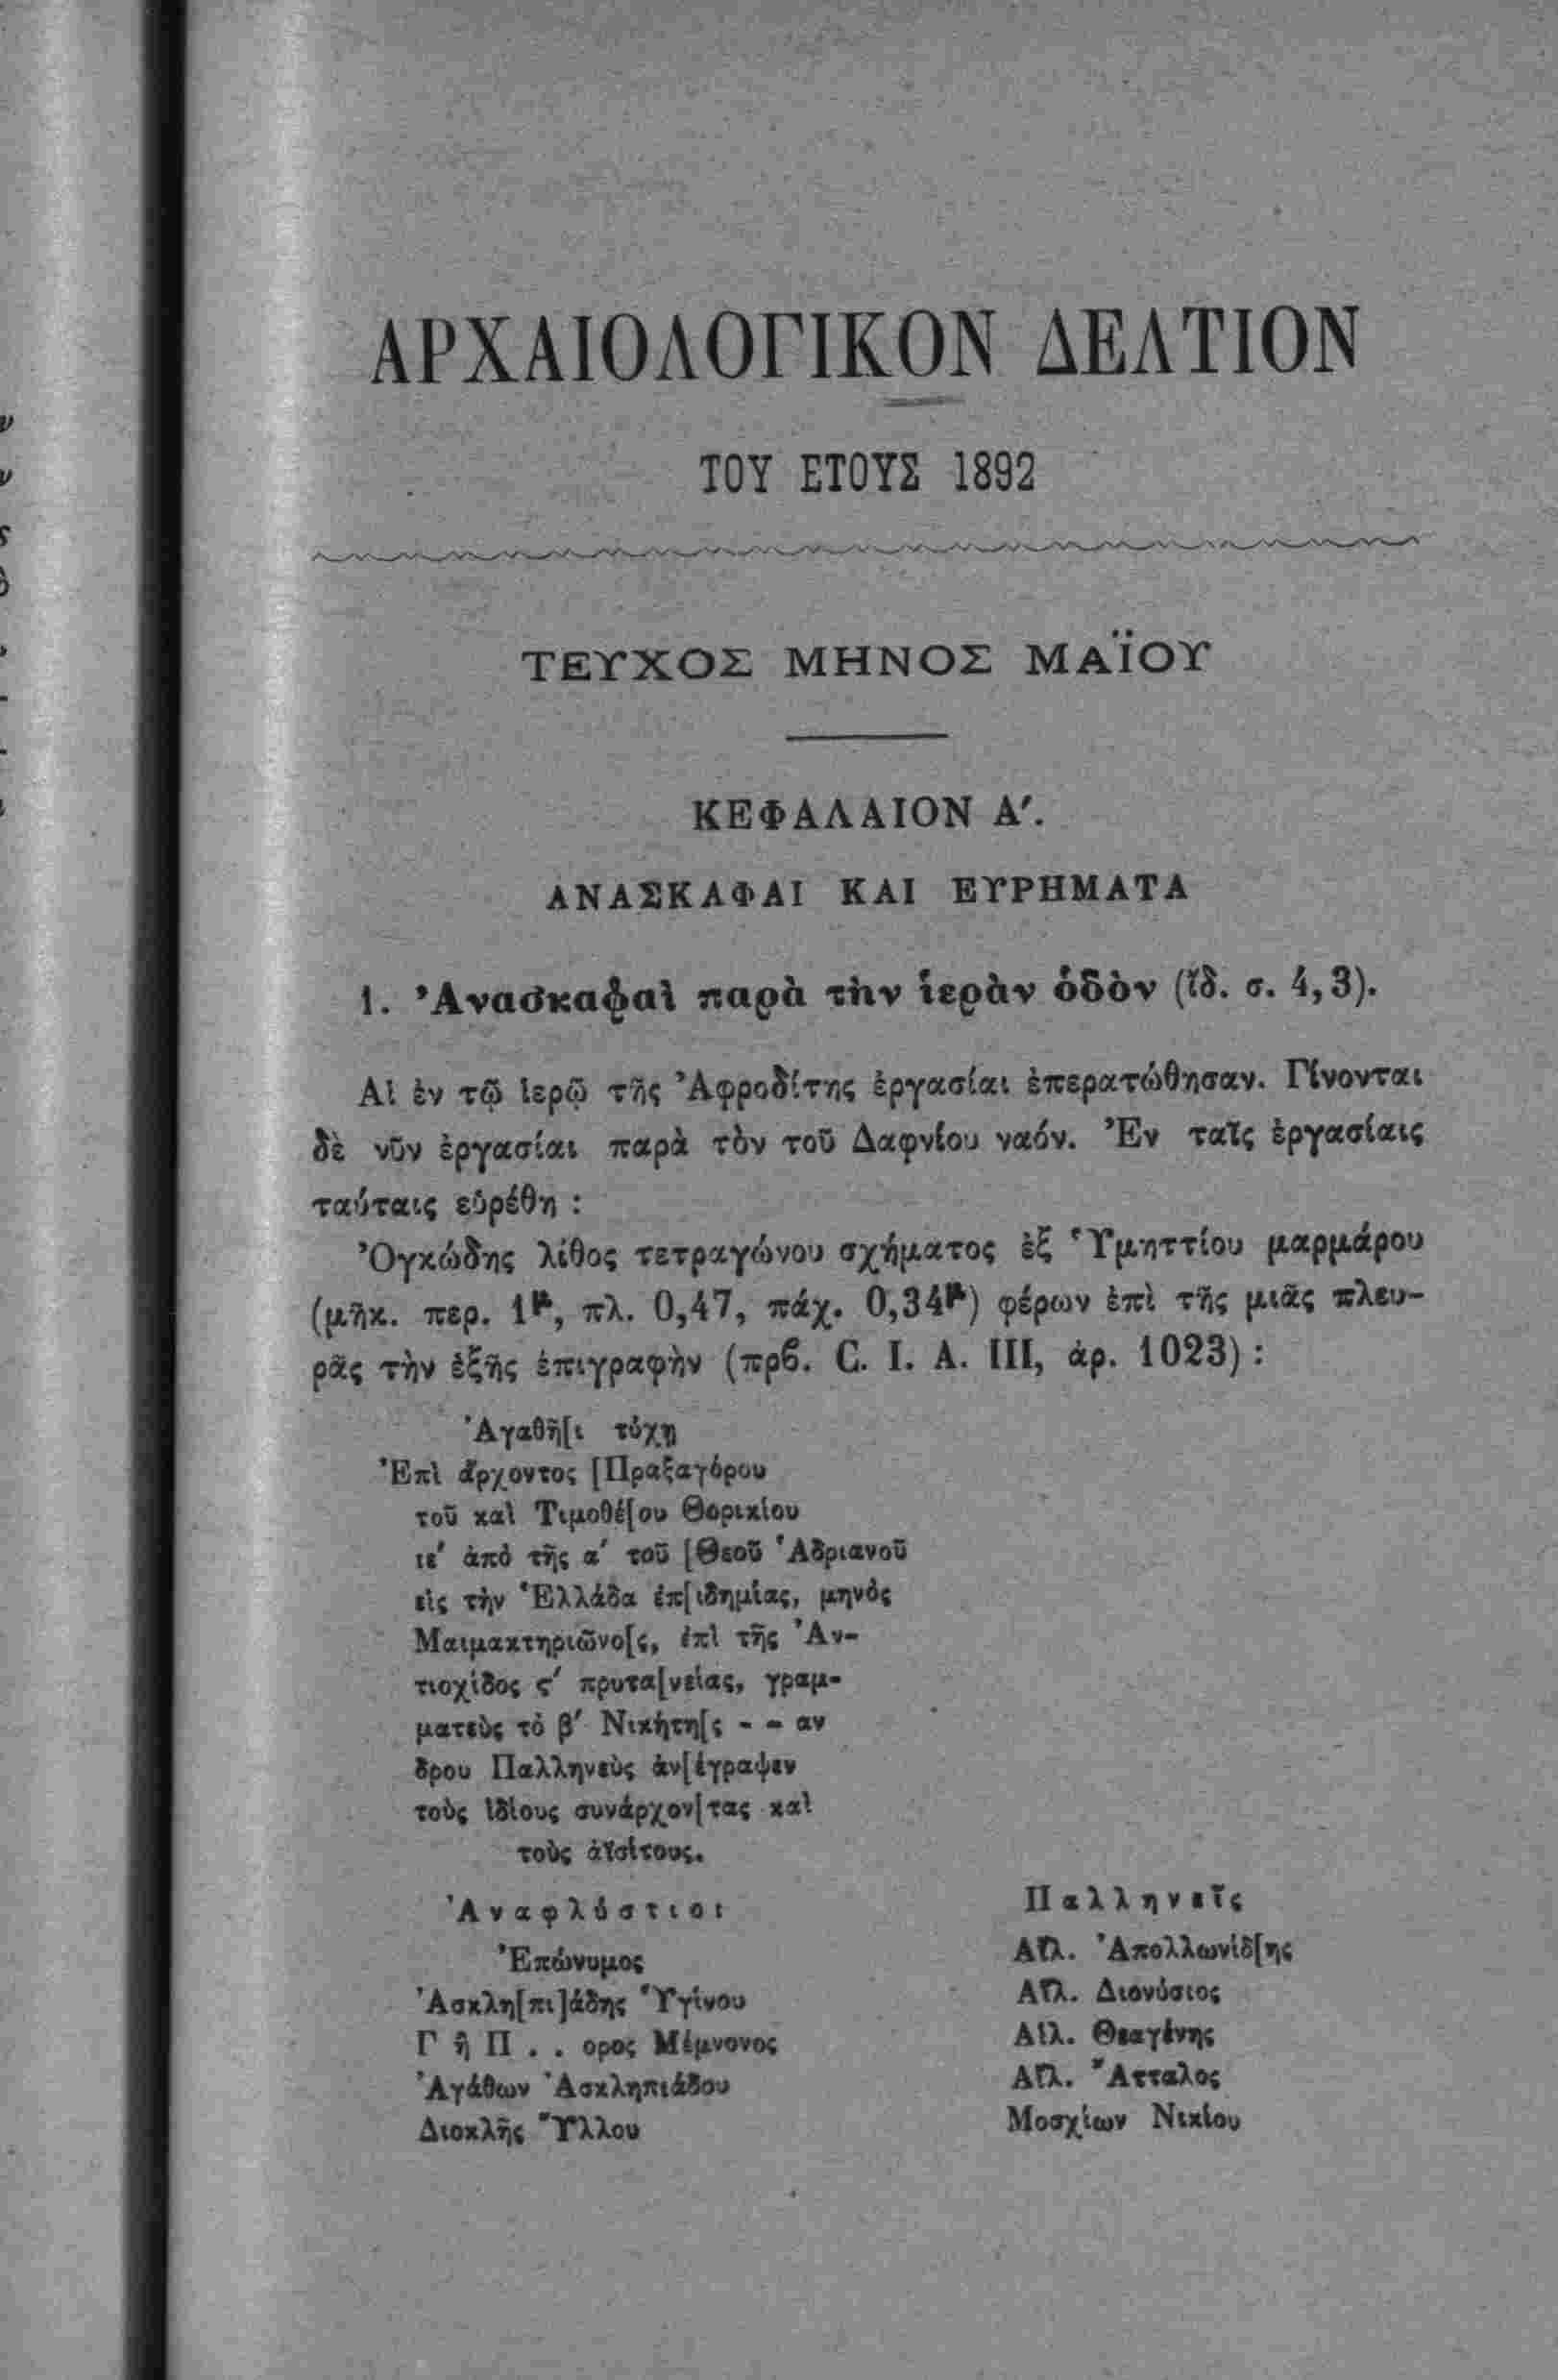 ΑΡΧΑΙΟΛΟΓΙΚΟΝ ΔΕΛΤΙΟΝ
ΤΟΥ ΕΤΟΥΣ 1892
ΤΕΥΧΟΣ ΜΗΝΟΣ ΜΑΪΟΥ
ΚΕΦΑΛΑΙΟΝ Α′.
ΑΝΑΣΚΑΦΑΙ ΚΑΙ ΕΥΡΗΜΑΤΑ
1. Ἀνασκαφαὶ παρὰ τὴν ἱερὰν ὁδὸν (ἴδ. σ. 4,3).
Αἱ ἐν τῷ ἱερῷ τῆς Ἀφροδίτης ἐργασίαι ἐπερατώθησαν. Γίνονται
δὲ νῦν ἐργασίαι παρὰ τὸν τοῦ Δαφνίου ναόν. Ἐν ταῖς ἐργασίαις
ταύταις εὑρέθη :
Ὀγκώδης λίθος τετραγώνου σχήματος ἐξ Ὑμηττίου μαρμάρου
(μῆκ. περ. 1μ, πλ. 0,47, πάχ. 0,34μ) φέρων ἐπὶ τῆς μιᾶς πλευ-
ρᾶς τὴν ἑξῆς ἐπιγραφὴν (πρβ. C. I. A. III, ἀρ. 1023) :
Ἀγαθῆ[ι τύχῃ
Ἐπὶ ἄρχοντος [Πραξαγόρου
τοῦ καὶ Τιμοθέ[ου Θορικίου
ιε′ ἀπὸ τῆς α′ τοῦ [Θεοῦ Ἁδριανοῦ
εἰς τὴν Ἑλλάδα ἐπ[ιδημίας, μηνὸς
Μαιμακτηριῶνο[ς, ἐπὶ τῆς Ἀν-
τιοχίδος ς′ πρυτα[νείας, γραμ-
ματεὺς τὸ β′ Νικήτη[ς - - αν
δρου Παλληνεὺς ἀν[έγραψεν
τοὺς ἰδίους συνάρχον[τας καὶ
τοὺς ἀϊσίτους.
Ἀναφλύστιοι
Ἐπώνυμος
Ἀσκλη[πι]άδης Ὑγίνου
Γ ἢ Π . . ορος Μέμνονος
Ἀγάθων Ἀσκληπιάδου
Διοκλῆς Ὕλλου
Παλληνεῖς
Αἴλ. Ἀπολλωνίδ[ης
Αἴλ. Διονύσιος
Αἴλ. Θεαγένης
Αἴλ. Ἄτταλος
Μοσχίων Νικίου